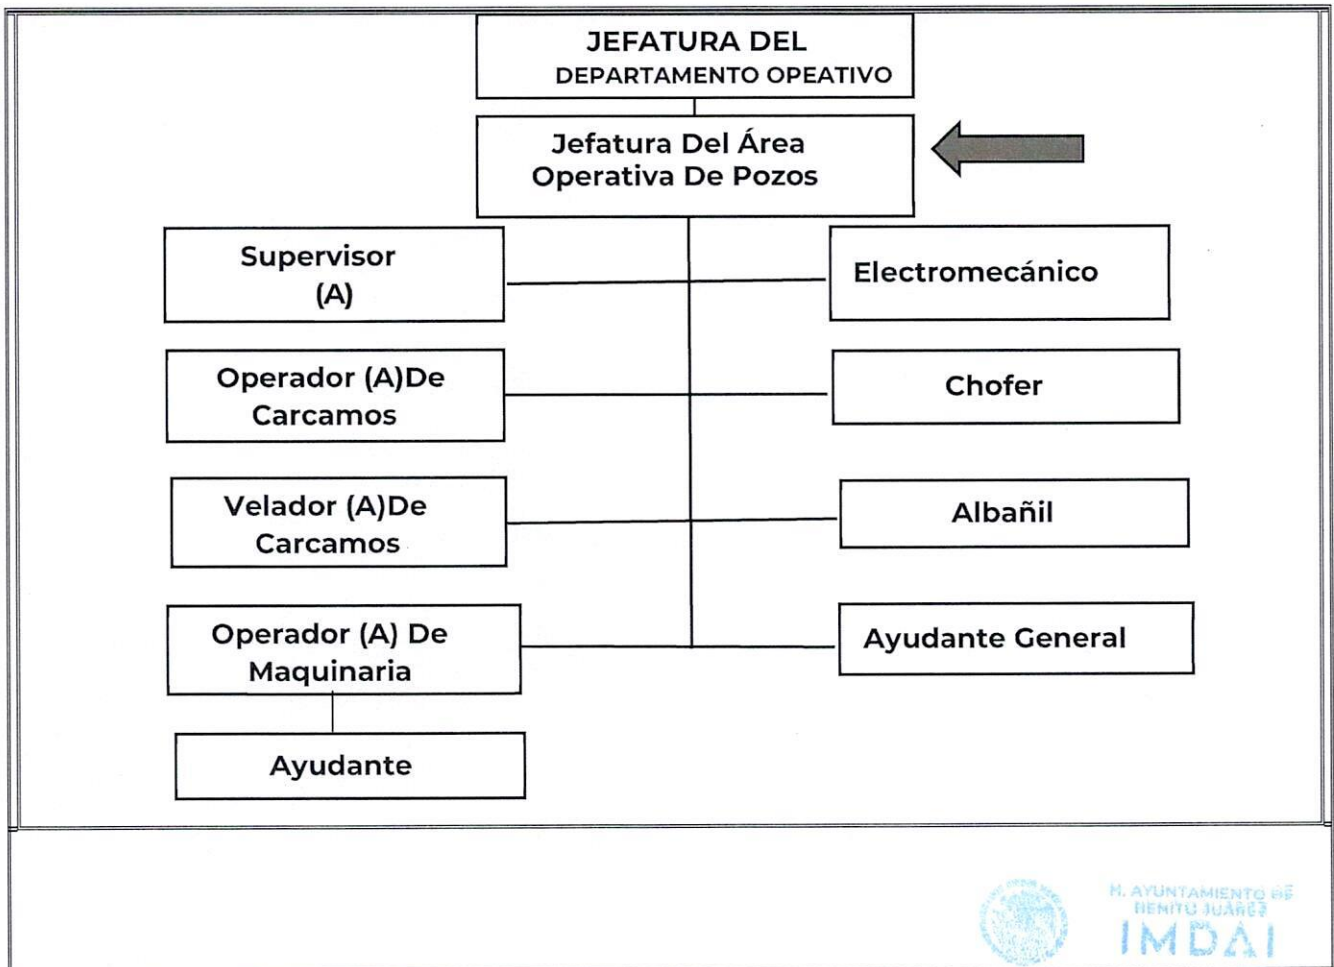 JEFATURA DEL
DEPARTAMENTO OPEATIVO
Jefatura Del Área
Operativa De Pozos
Supervisor
(A)
Electromecánico
Operador (A)De
Carcamos
Chofer
Velador (A)De
Carcamos
Albañil
Operador (A) De
Maquinaria
Ayudante General
Ayudante
H. AYUNTAMIENTO DE
BENITO JUÁREZ
IMDAI